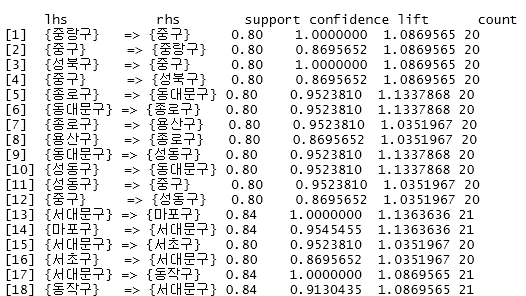 lhs rhs support confidence lift count
[1] {중랑구} => {중구} 0.80 1.0000000 1.0869565 20
[2] {중구} => {중랑구} 0.80 0.8695652 1.0869565 20
[3] {성북구} => {중구} 0.80 1.0000000 1.0869565 20
[4] {중구} => {성북구} 0.80 0.8695652 1.0869565 20
[5] {종로구} => {동대문구} 0.80 0.9523810 1.1337868 20
[6] {동대문구} => {종로구} 0.80 0.9523810 1.1337868 20
[7] {종로구} => {용산구} 0.80 0.9523810 1.0351967 20
[8] {용산구} => {종로구} 0.80 0.8695652 1.0351967 20
[9] {동대문구} => {성동구} 0.80 0.9523810 1.1337868 20
[10] {성동구} => {동대문구} 0.80 0.9523810 1.1337868 20
[11] {성동구} => {중구} 0.80 0.9523810 1.0351967 20
[12] {중구} => {성동구} 0.80 0.8695652 1.0351967 20
[13] {서대문구} => {마포구} 0.84 1.0000000 1.1363636 21
[14] {마포구} => {서대문구} 0.84 0.9545455 1.1363636 21
[15] {서대문구} => {서초구} 0.80 0.9523810 1.0351967 20
[16] {서초구} => {서대문구} 0.80 0.8695652 1.0351967 20
[17] {서대문구} => {동작구} 0.84 1.0000000 1.0869565 21
[18] {동작구} => {서대문구} 0.84 0.9130435 1.0869565 21